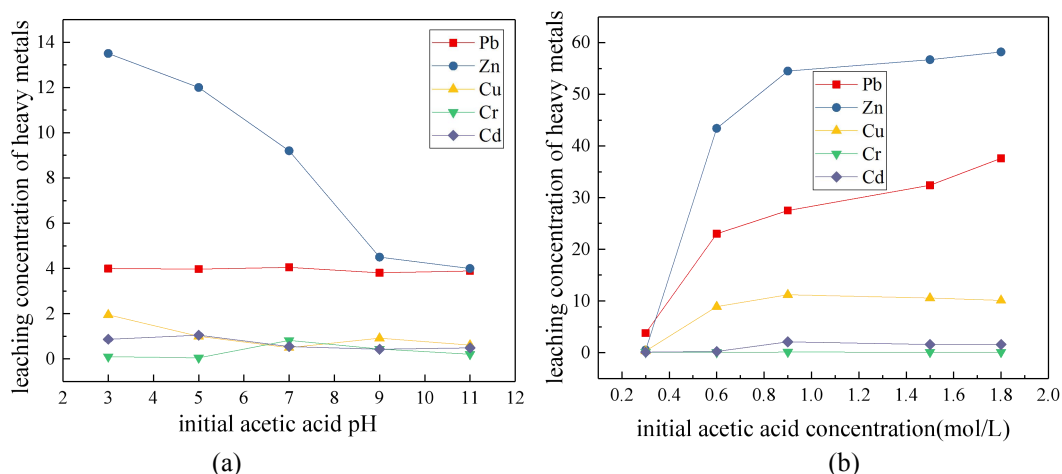 leaching concentration of heavy metals
14
12
10
8
6
4
2
0
2 3 4 5 6 7 8 9 10 11 12
initial acetic acid pH
Pb
Zn
Cu
Cr
Cd
(a)
leaching concentration of heavy metals
60
50
40
30
20
10
0
0.2 0.4 0.6 0.8 1.0 1.2 1.4 1.6 1.8 2.0
initial acetic acid concentration(mol/L)
Pb
Zn
Cu
Cr
Cd
(b)